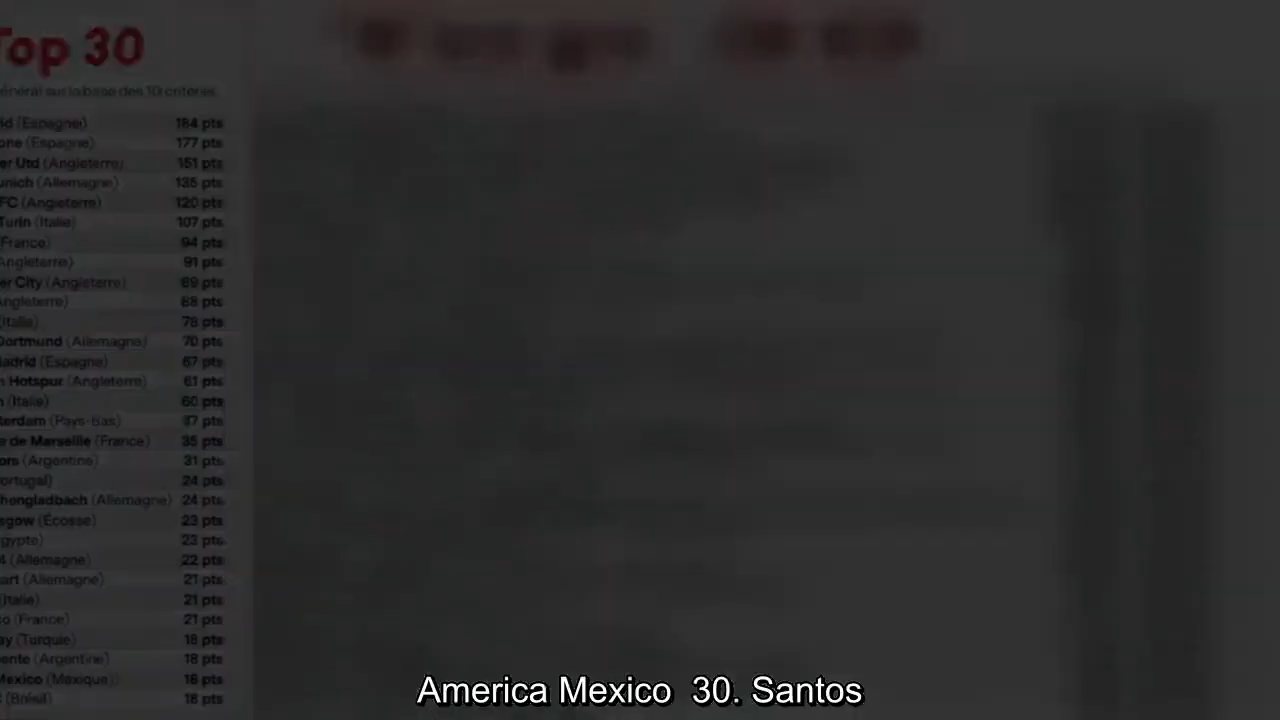 Top 30
général sur la base des 10 critères
id (Espagne) 184 pts
one (Espagne) 177 pts
er Utd (Angleterre) 151 pts
unich (Allemagne) 135 pts
FC (Angleterre) 120 pts
Turin (Italie) 107 pts
(France) 94 pts
Angleterre) 91 pts
er City (Angleterre) 89 pts
Angleterre) 88 pts
(Italie) 78 pts
Dortmund (Allemagne) 70 pts
Madrid (Espagne) 67 pts
Hotspur (Angleterre) 61 pts
(Italie) 60 pts
terdam (Pays-Bas) 37 pts
e de Marseille (France) 35 pts
ors (Argentine) 31 pts
ortugal) 24 pts
hengladbach (Allemagne) 24 pts
sgow (Écosse) 23 pts
gypte) 23 pts
4 (Allemagne) 22 pts
art (Allemagne) 21 pts
(Italie) 21 pts
co (France) 21 pts
ay (Turquie) 18 pts
ente (Argentine) 18 pts
Mexico (Mexique) 18 pts
(Brésil) 18 pts
America Mexico 30. Santos